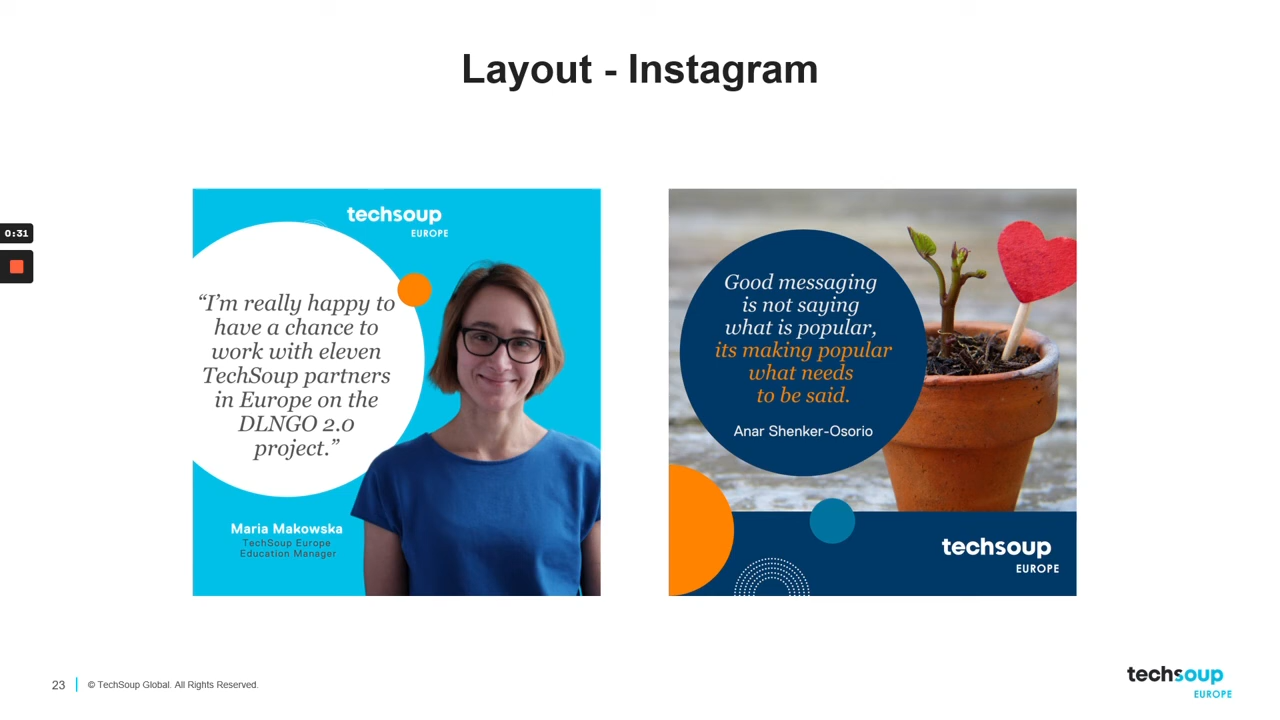 Layout - Instagram
0:31
techsoup
EUROPE
“I’m really happy to
have a chance to
work with eleven
TechSoup partners
in Europe on the
DLNGO 2.0
project.”
Maria Makowska
TechSoup Europe
Education Manager
Good messaging
is not saying
what is popular,
its making popular
what needs
to be said.
Anar Shenker-Osorio
techsoup
EUROPE
23
© TechSoup Global. All Rights Reserved.
techsoup
EUROPE